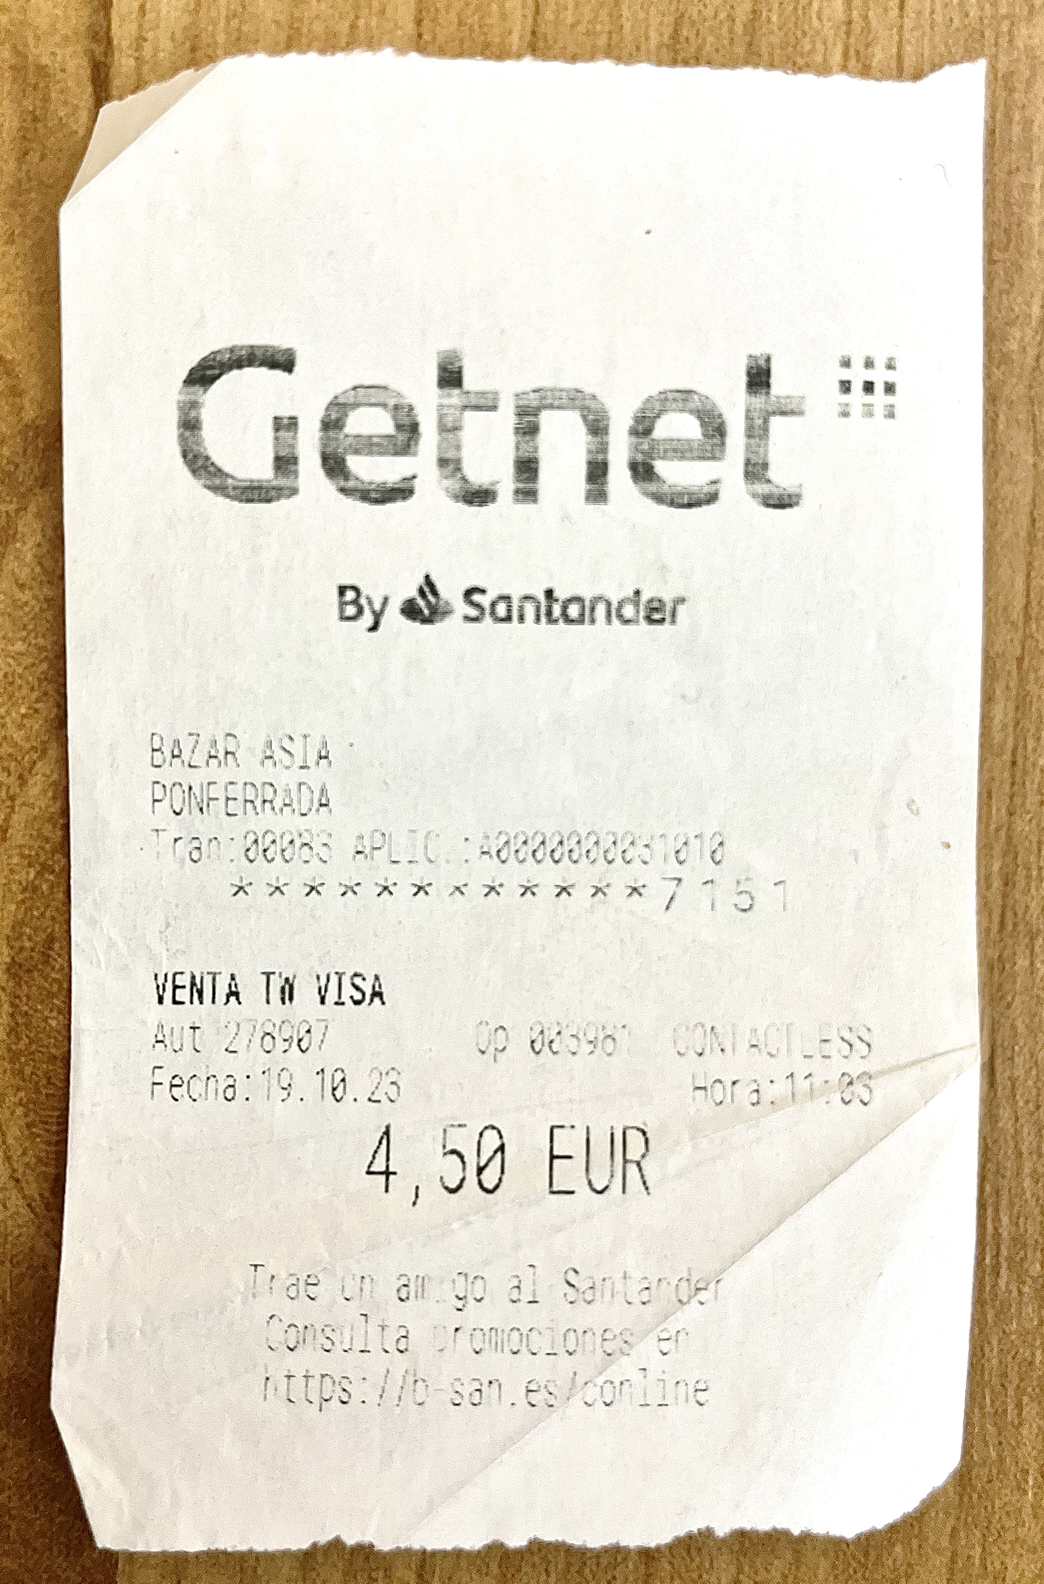 Getnet
By Santander
BAZAR ASIA
PONFERRADA
Tran:00083 APLIC.:A0000000031010
************7151
VENTA TW VISA
Aut 278907 Op 003981 CONTACTLESS
Fecha:19.10.23 Hora:11:03
4,50 EUR
Trae un amigo al Santander
Consulta promociones en
https://b-san.es/conline